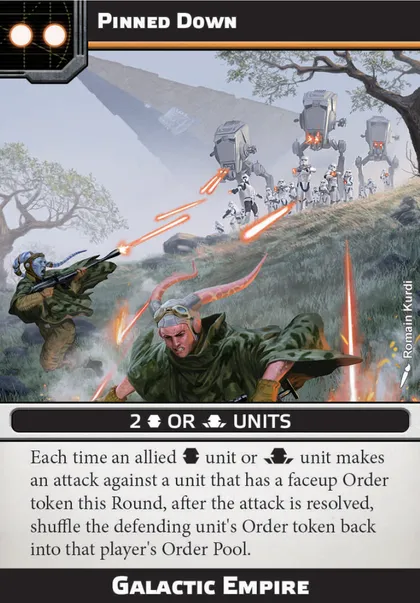 PINNED DOWN
2 OR UNITS
Romain Kurdi
Each time an allied unit or unit makes
an attack against a unit that has a faceup Order
token this Round, after the attack is resolved,
shuffle the defending unit's Order token back
into that player's Order Pool.
GALACTIC EMPIRE